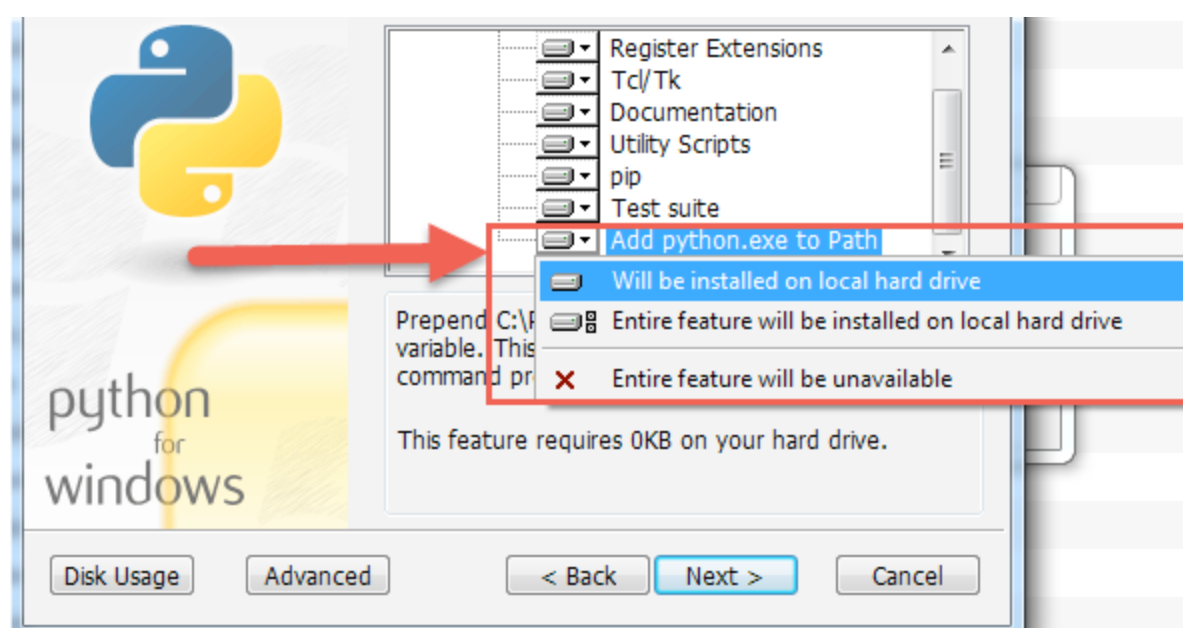 Register Extensions
Tcl/Tk
Documentation
Utility Scripts
pip
Test suite
Add python.exe to Path
Will be installed on local hard drive
Entire feature will be installed on local hard drive
Entire feature will be unavailable
Prepend
variable. This
command
This feature requires 0KB on your hard drive.
python
for
windows
Disk Usage
Advanced
< Back
Next >
Cancel